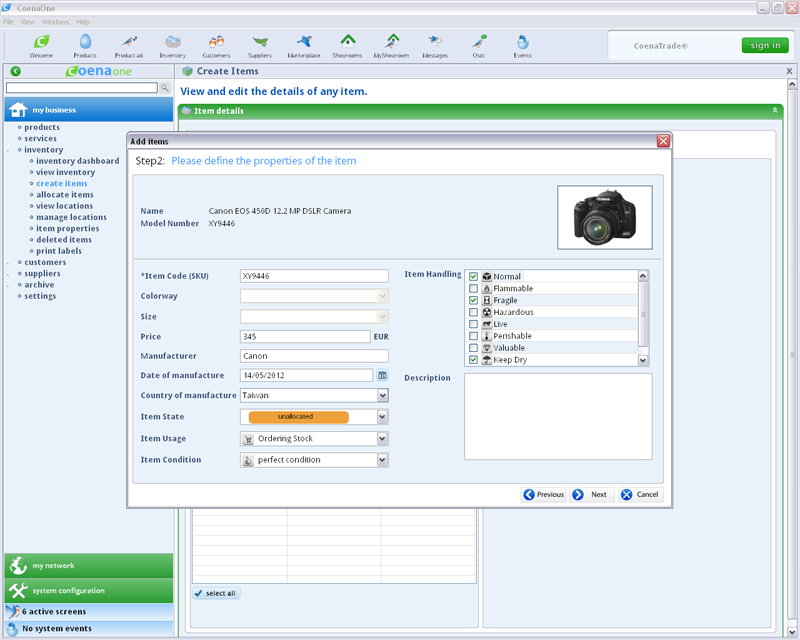 CoenaOne
File View Windows Help
Welcome Products Product ad Inventory Customers Suppliers Marketplace Showrooms MyShowroom Messages Chat Events
CoenaTrade® sign in
Coenaone
Create Items X
View and edit the details of any item.
my business
Item details
products
services
inventory
inventory dashboard
view inventory
create items
allocate items
view locations
manage locations
item properties
deleted items
print labels
customers
suppliers
archive
settings
Add items
Step2: Please define the properties of the item
Name Canon EOS 450D 12.2 MP DSLR Camera
Model Number XY9446
*Item Code (SKU) XY9446
Colorway
Size
Price 345 EUR
Manufacturer Canon
Date of manufacture 14/05/2012
Country of manufacture Taiwan
Item State unallocated
Item Usage Ordering Stock
Item Condition perfect condition
Item Handling
Normal
Flammable
Fragile
Hazardous
Live
Perishable
Valuable
Keep Dry
Description
Previous Next Cancel
select all
my network
system configuration
6 active screens
No system events